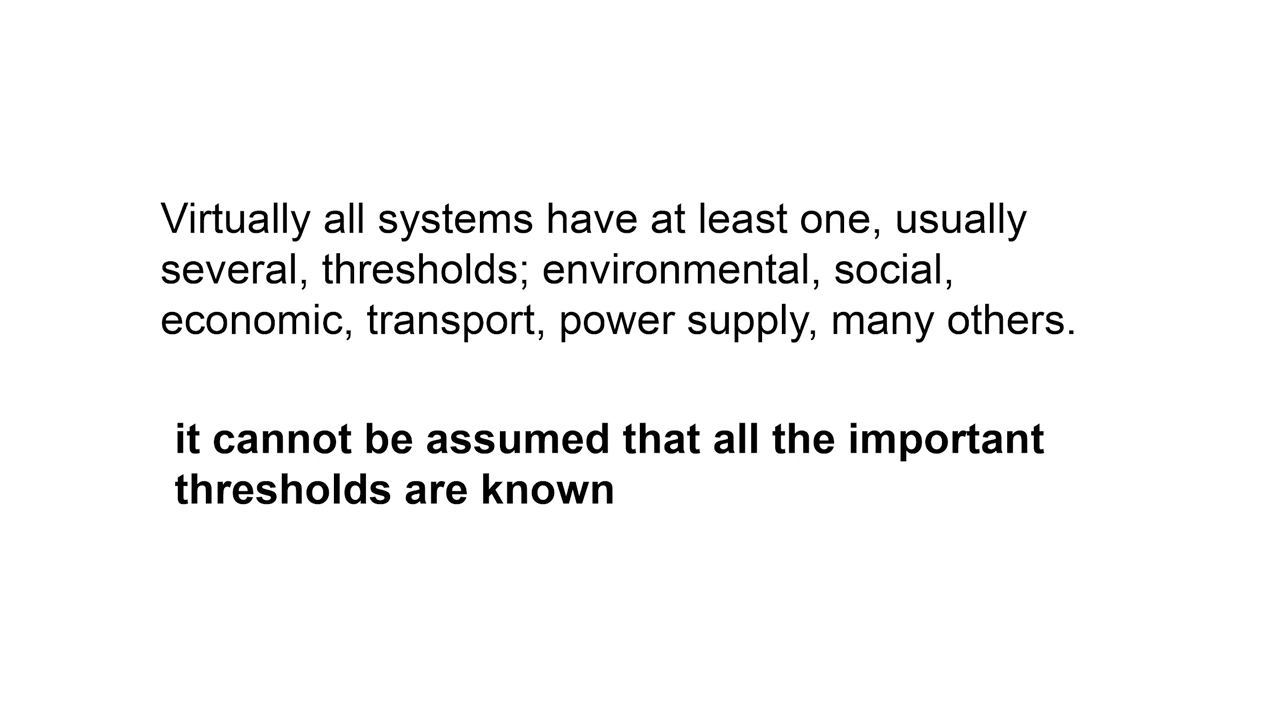 Virtually all systems have at least one, usually
several, thresholds; environmental, social,
economic, transport, power supply, many others.
it cannot be assumed that all the important
thresholds are known